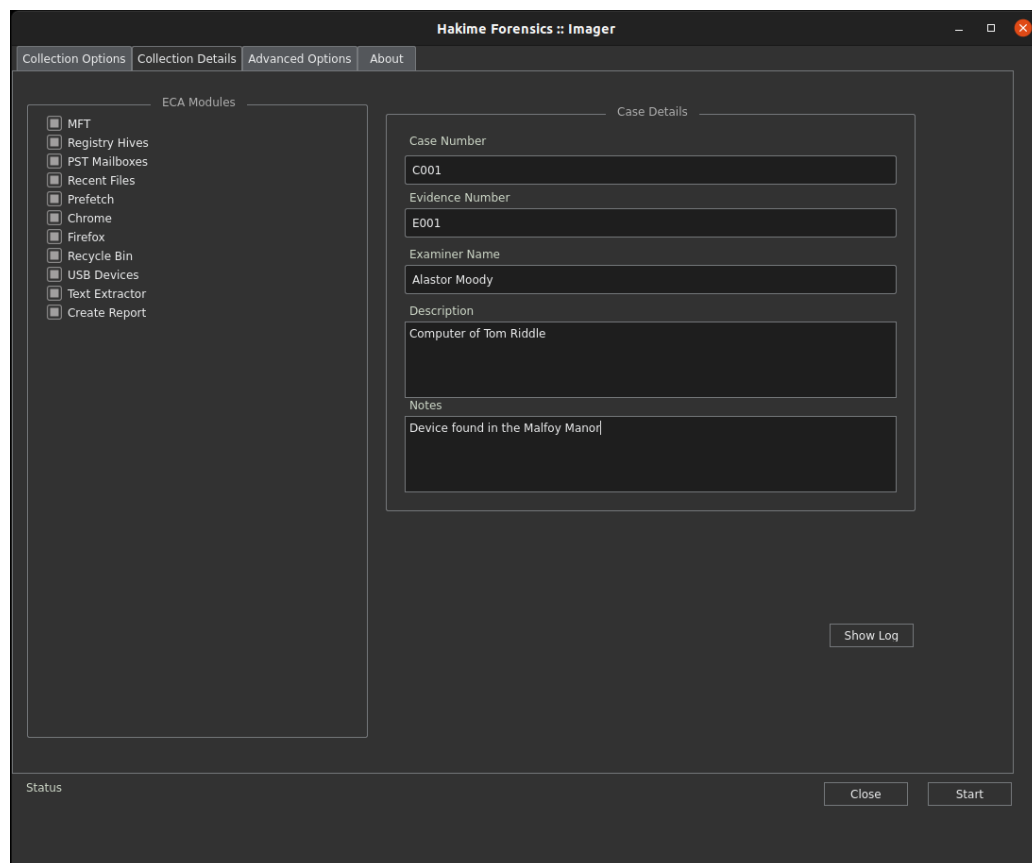 Hakime Forensics :: Imager
Collection Options Collection Details Advanced Options About
ECA Modules
MFT
Registry Hives
PST Mailboxes
Recent Files
Prefetch
Chrome
Firefox
Recycle Bin
USB Devices
Text Extractor
Create Report
Case Details
Case Number
C001
Evidence Number
E001
Examiner Name
Alastor Moody
Description
Computer of Tom Riddle
Notes
Device found in the Malfoy Manor
Show Log
Status
Close Start